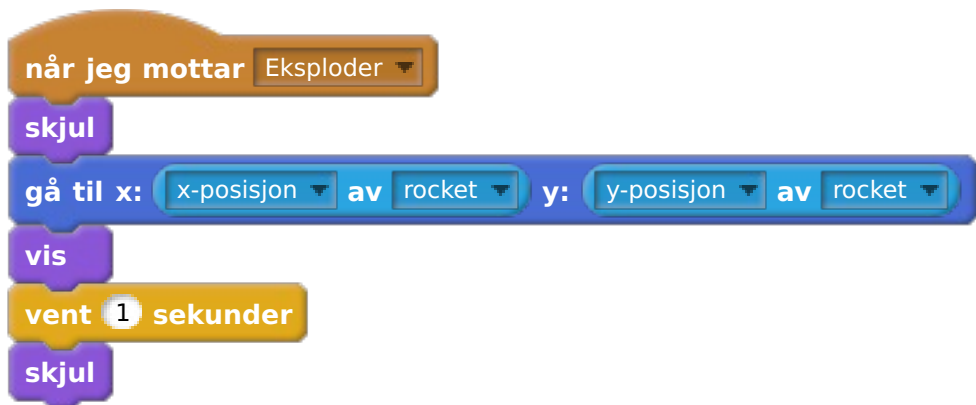 når jeg mottar Eksploder
skjul
gå til x: x-posisjon av rocket y: y-posisjon av rocket
vis
vent 1 sekunder
skjul